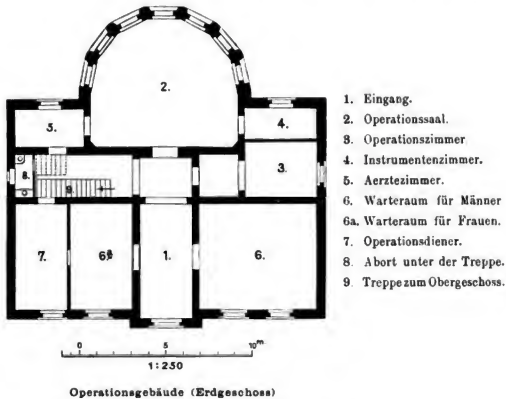 2.
5.
4.
3.
8.
9.
7.
6a
1.
6.
1. Eingang.
2. Operationssaal.
3. Operationszimmer
4. Instrumentenzimmer.
5. Aerztezimmer.
6. Warteraum für Männer
6a. Warteraum für Frauen.
7. Operationsdiener.
8. Abort unter der Treppe.
9. Treppe zum Obergeschoss.
0 5 10m
1:250
Operationsgebäude (Erdgeschoss)